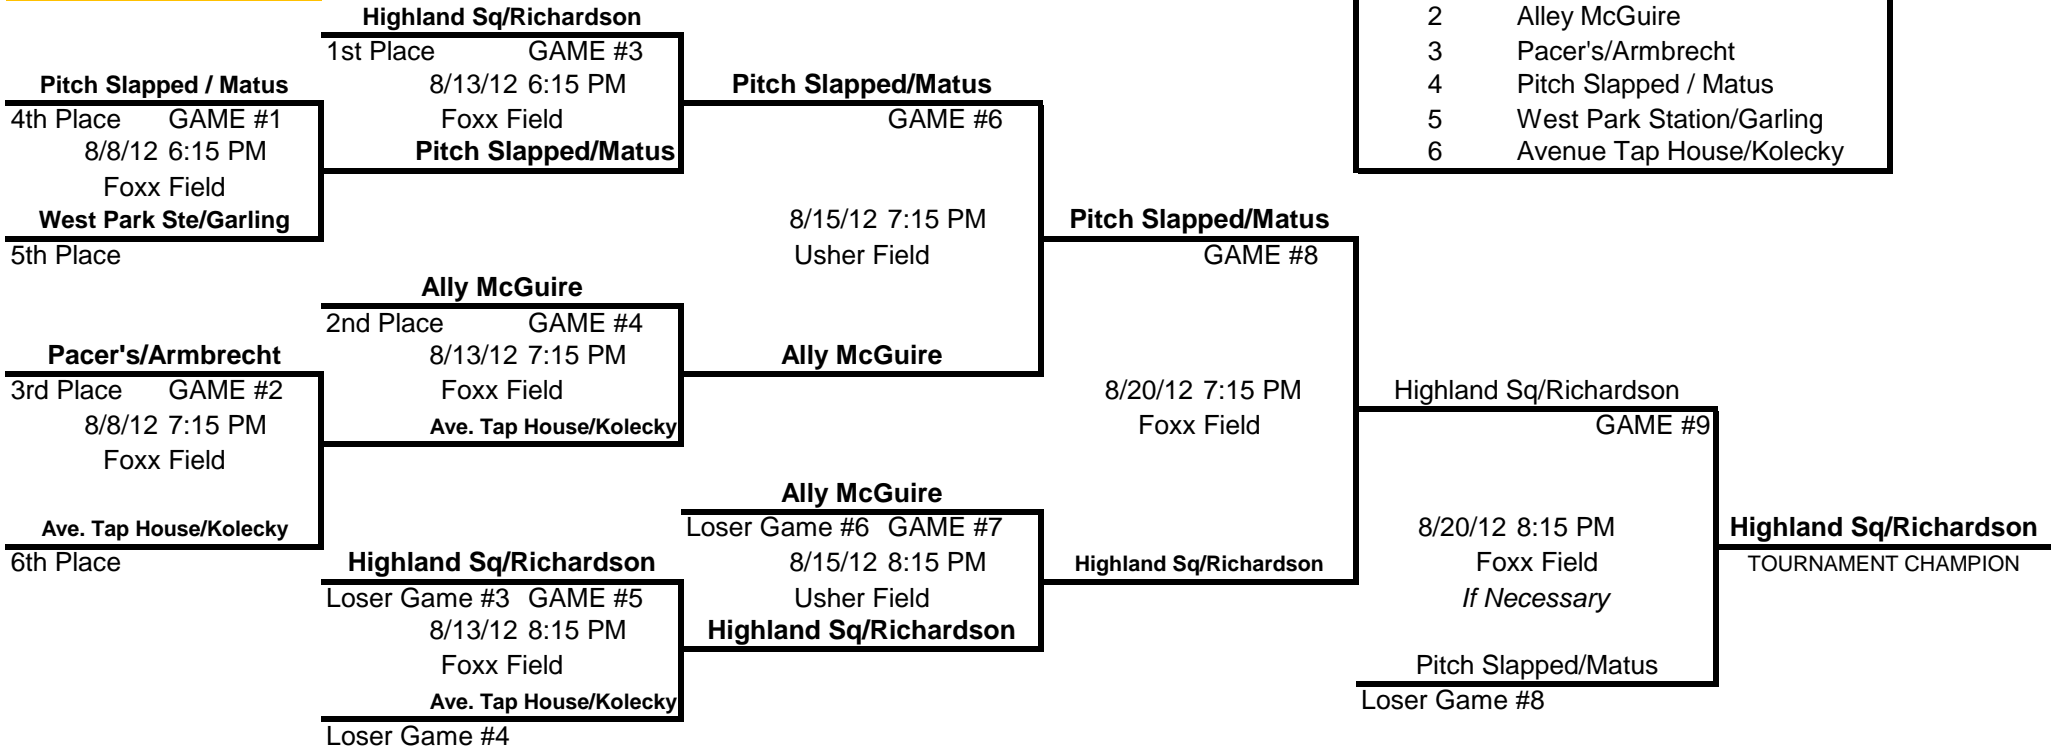 Highland Sq/Richardson
1st Place GAME #3
8/13/12 6:15 PM
Foxx Field
Pitch Slapped/Matus
Pitch Slapped / Matus
4th Place GAME #1
8/8/12 6:15 PM
Foxx Field
West Park Ste/Garling
5th Place
Ally McGuire
2nd Place GAME #4
8/13/12 7:15 PM
Foxx Field
Ave. Tap House/Kolecky
Pacer's/Armbrecht
3rd Place GAME #2
8/8/12 7:15 PM
Foxx Field
Ave. Tap House/Kolecky
6th Place
Highland Sq/Richardson
Loser Game #3 GAME #5
8/13/12 8:15 PM
Foxx Field
Ave. Tap House/Kolecky
Loser Game #4
Pitch Slapped/Matus
GAME #6
8/15/12 7:15 PM
Usher Field
Ally McGuire
Ally McGuire
Loser Game #6 GAME #7
8/15/12 8:15 PM
Usher Field
Highland Sq/Richardson
Pitch Slapped/Matus
GAME #8
8/20/12 7:15 PM
Foxx Field
Highland Sq/Richardson
2 Alley McGuire
3 Pacer's/Armbrecht
4 Pitch Slapped / Matus
5 West Park Station/Garling
6 Avenue Tap House/Kolecky
Highland Sq/Richardson
GAME #9
8/20/12 8:15 PM
Foxx Field
If Necessary
Pitch Slapped/Matus
Loser Game #8
Highland Sq/Richardson
TOURNAMENT CHAMPION